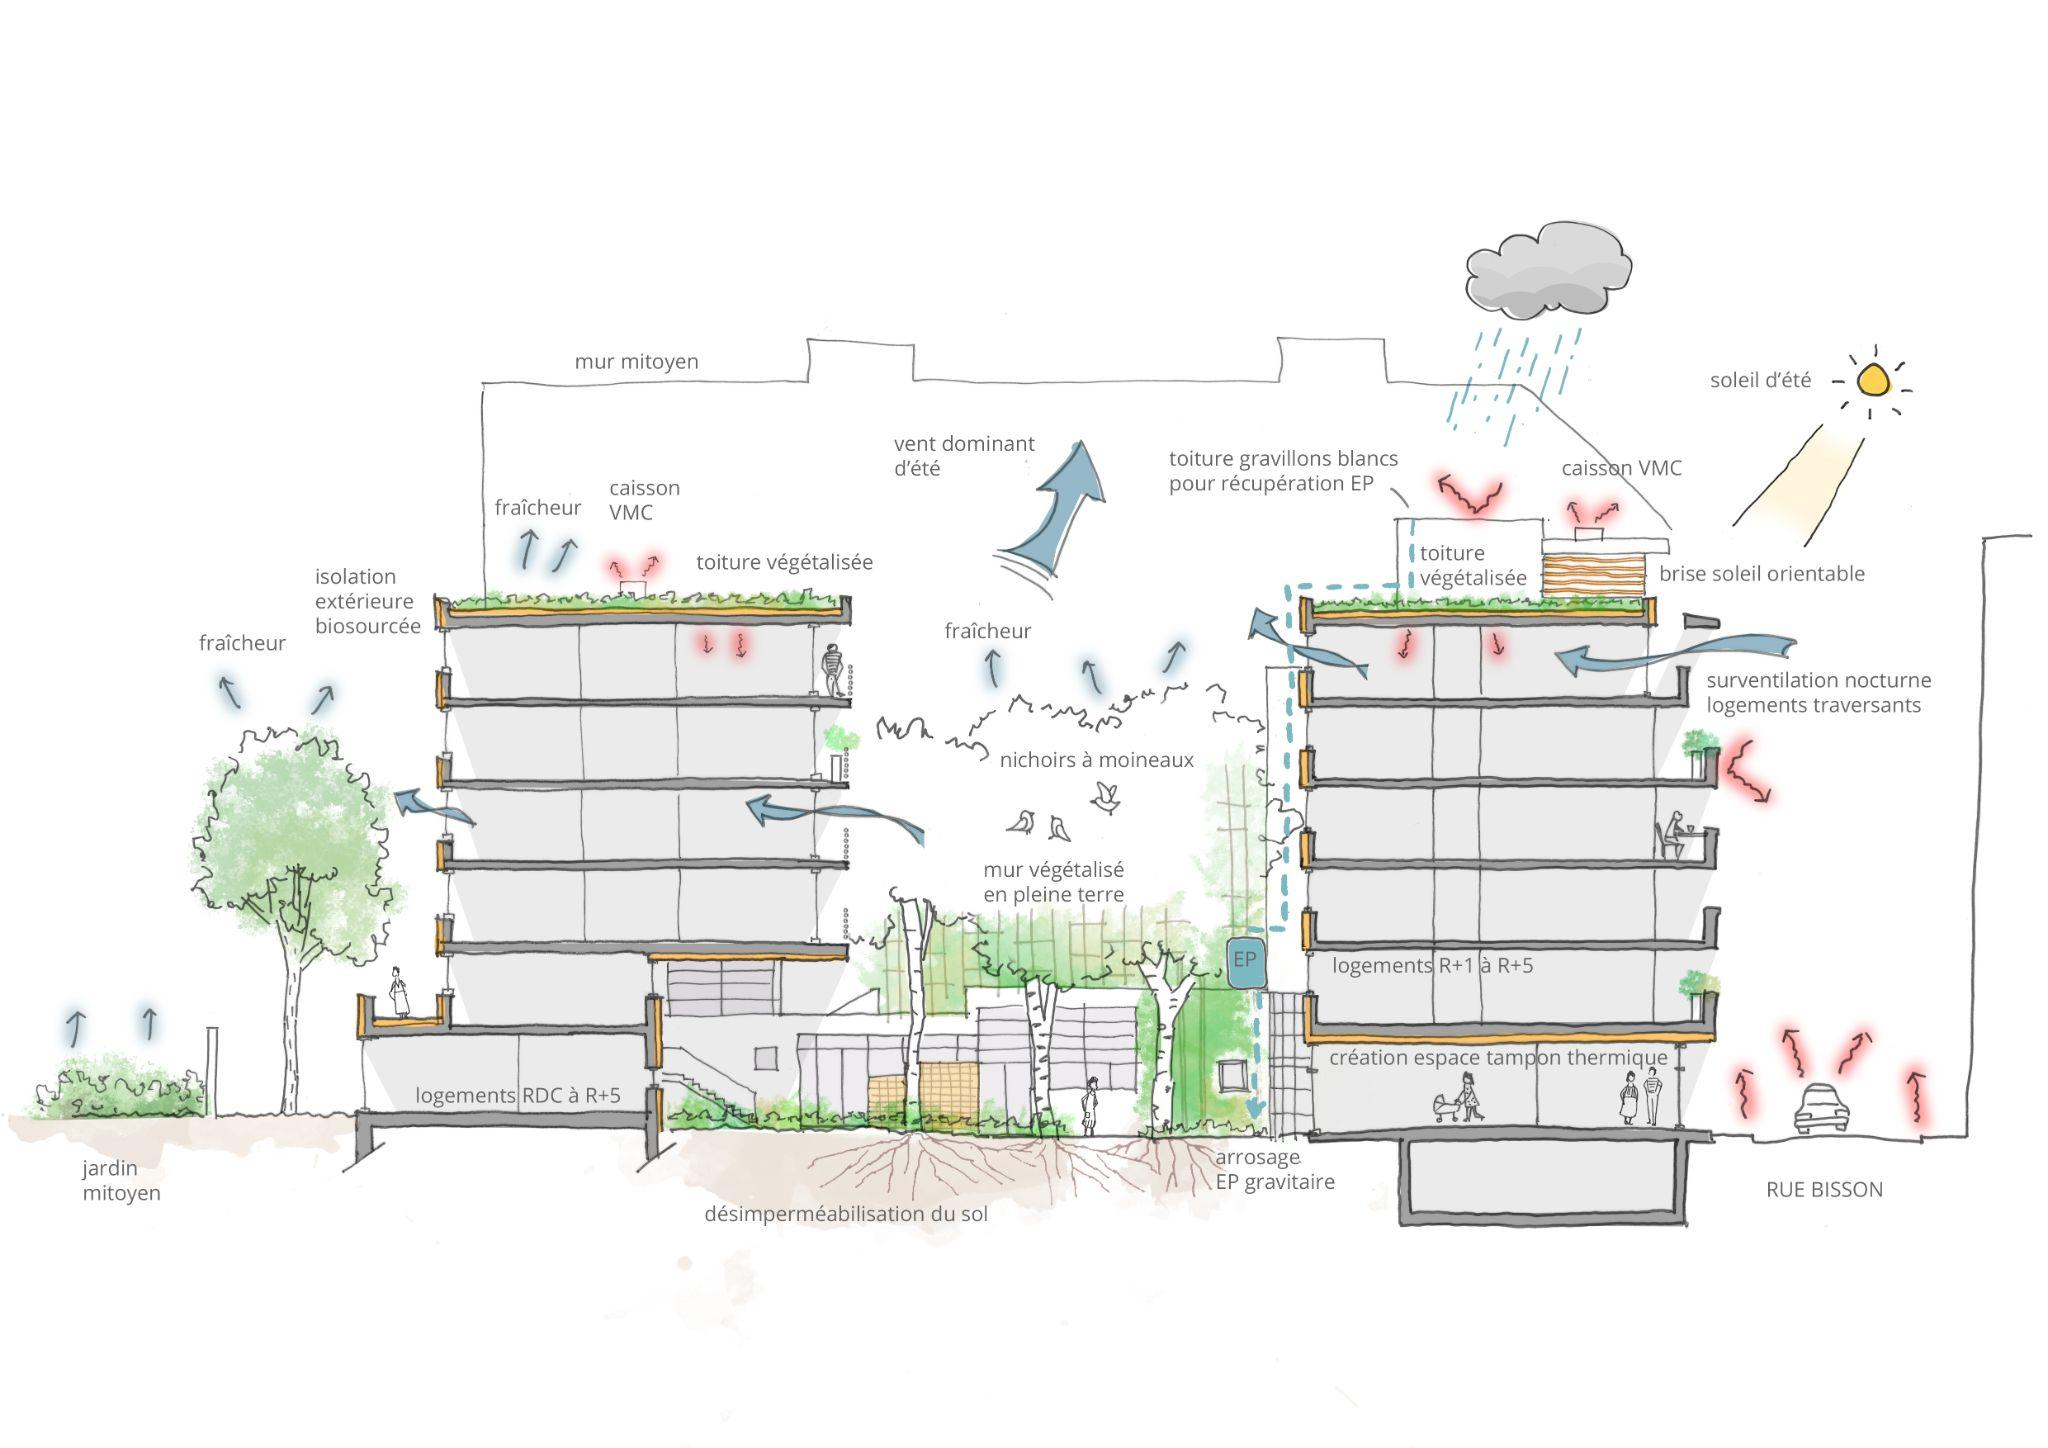 mur mitoyen
soleil d'été
vent dominant
d'été
toiture gravillons blancs
pour récupération EP
caisson VMC
fraîcheur
caisson
VMC
toiture végétalisée
toiture
végétalisée
brise soleil orientable
isolation
extérieure
biosourcée
fraîcheur
fraîcheur
surventilation nocturne
logements traversants
nichoirs à moineaux
mur végétalisé
en pleine terre
EP
logements R+1 à R+5
création espace tampon thermique
logements RDC à R+5
jardin
mitoyen
arrosage
EP gravitaire
désimperméabilisation du sol
RUE BISSON